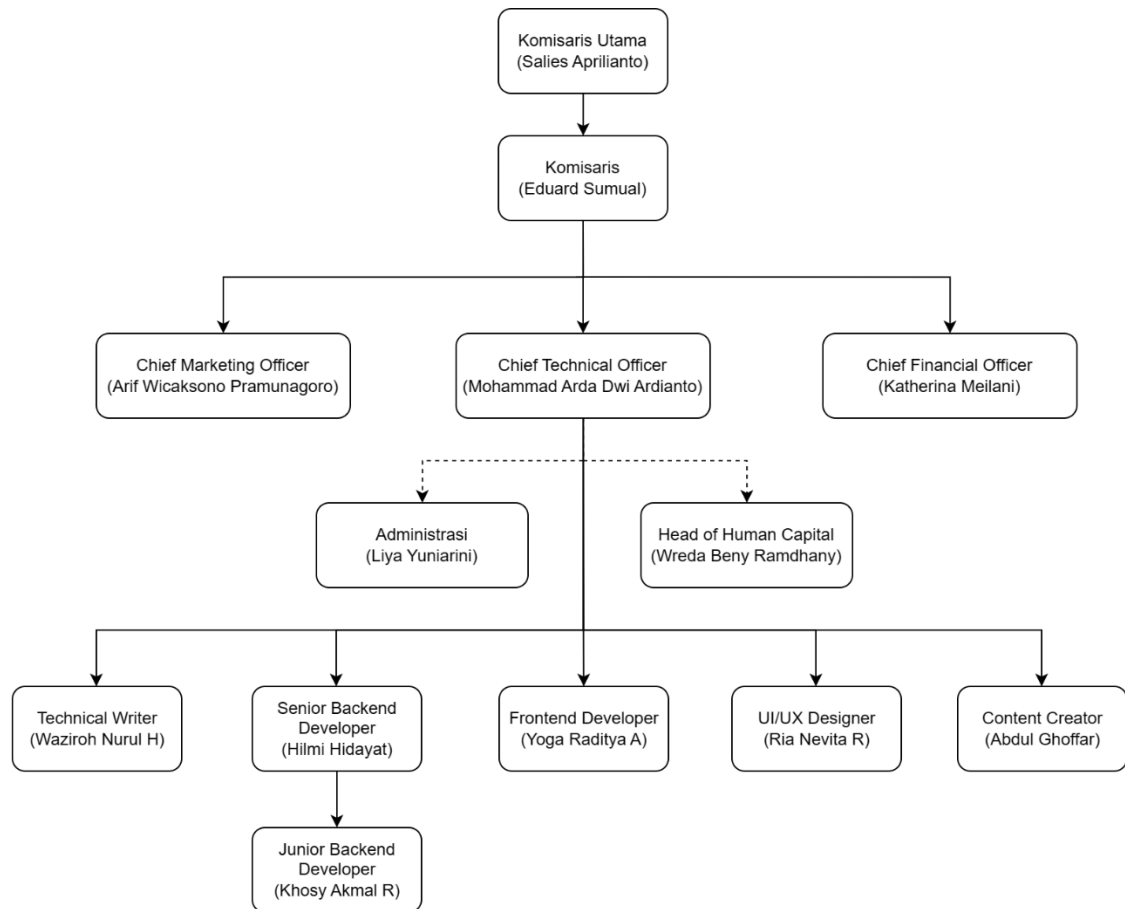 Komisaris Utama
(Salies Aprilianto)
Komisaris
(Eduard Sumual)
Chief Marketing Officer
(Arif Wicaksono Pramunagoro)
Chief Technical Officer
(Mohammad Arda Dwi Ardianto)
Chief Financial Officer
(Katherina Meilani)
Administrasi
(Liya Yuniarini)
Head of Human Capital
(Wreda Beny Ramdhany)
Technical Writer
(Waziroh Nurul H)
Senior Backend
Developer
(Hilmi Hidayat)
Frontend Developer
(Yoga Raditya A)
UI/UX Designer
(Ria Nevita R)
Content Creator
(Abdul Ghoffar)
Junior Backend
Developer
(Khosy Akmal R)